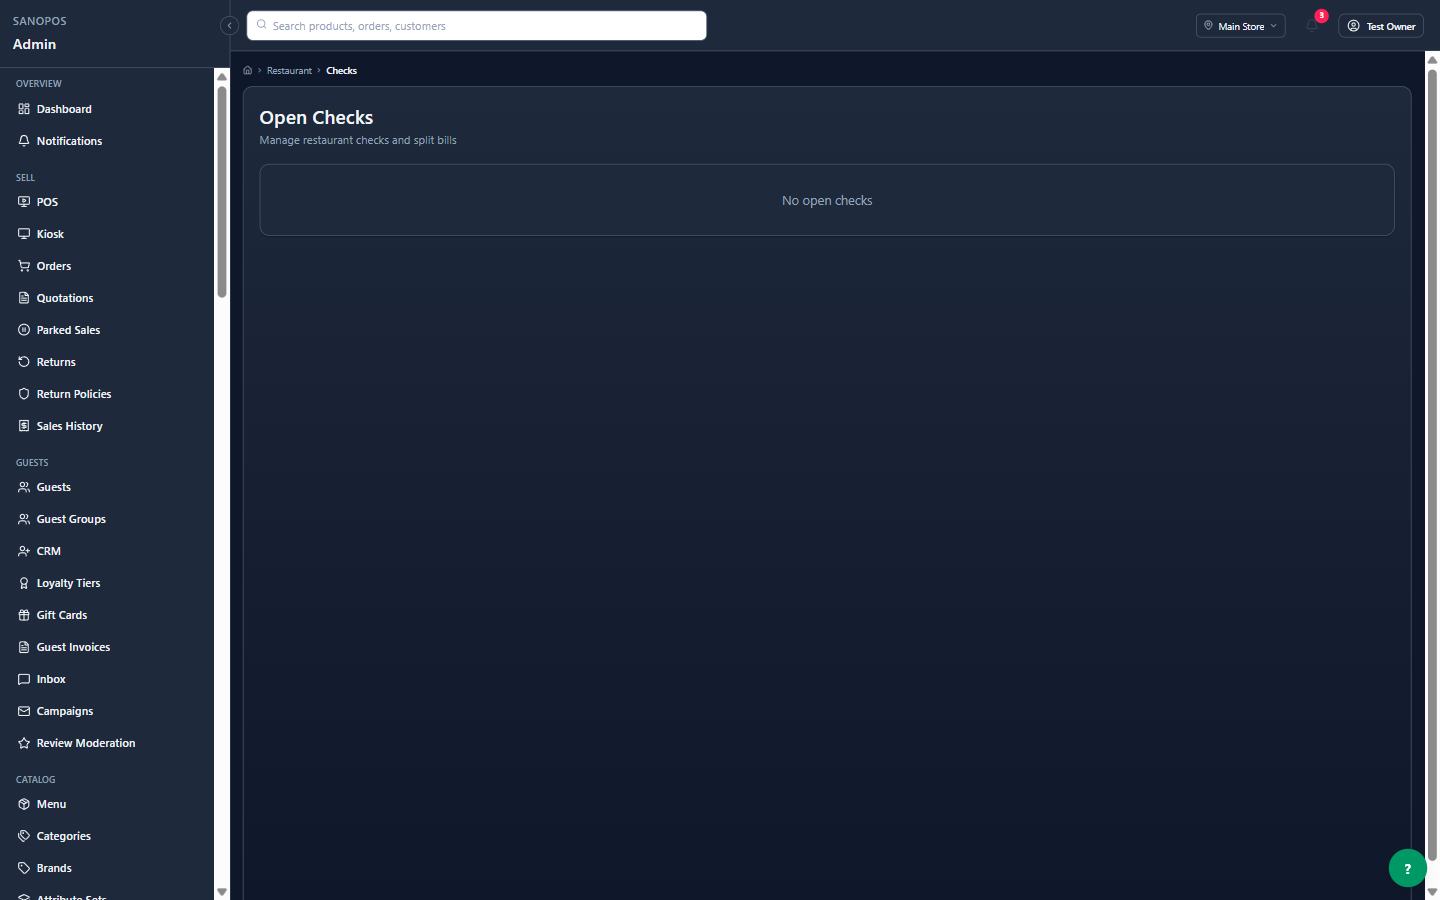 SANOPOS
Admin
Search products, orders, customers
Main Store
3
Test Owner
OVERVIEW
Dashboard
Notifications
SELL
POS
Kiosk
Orders
Quotations
Parked Sales
Returns
Return Policies
Sales History
GUESTS
Guests
Guest Groups
CRM
Loyalty Tiers
Gift Cards
Guest Invoices
Inbox
Campaigns
Review Moderation
CATALOG
Menu
Categories
Brands
Attribute Sets
Restaurant
Checks
Open Checks
Manage restaurant checks and split bills
No open checks
?